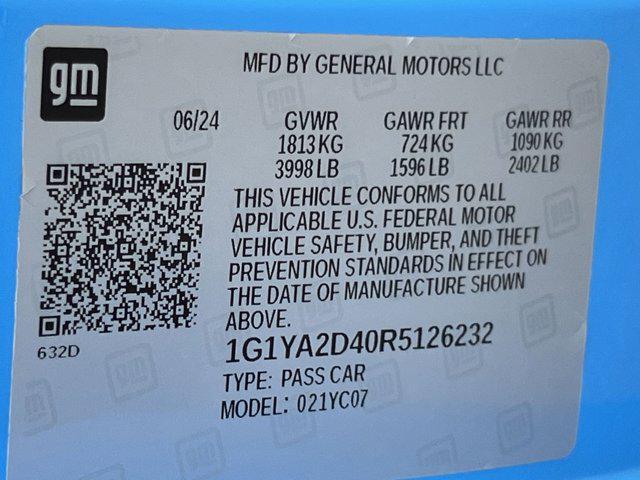 gm
MFD BY GENERAL MOTORS LLC
06/24 GVWR GAWR FRT GAWR RR
1813 KG 724 KG 1090 KG
3998 LB 1596 LB 2402 LB
THIS VEHICLE CONFORMS TO ALL
APPLICABLE U.S. FEDERAL MOTOR
VEHICLE SAFETY, BUMPER, AND THEFT
PREVENTION STANDARDS IN EFFECT ON
THE DATE OF MANUFACTURE SHOWN
ABOVE.
632D
1G1YA2D40R5126232
TYPE: PASS CAR
MODEL: 021YC07